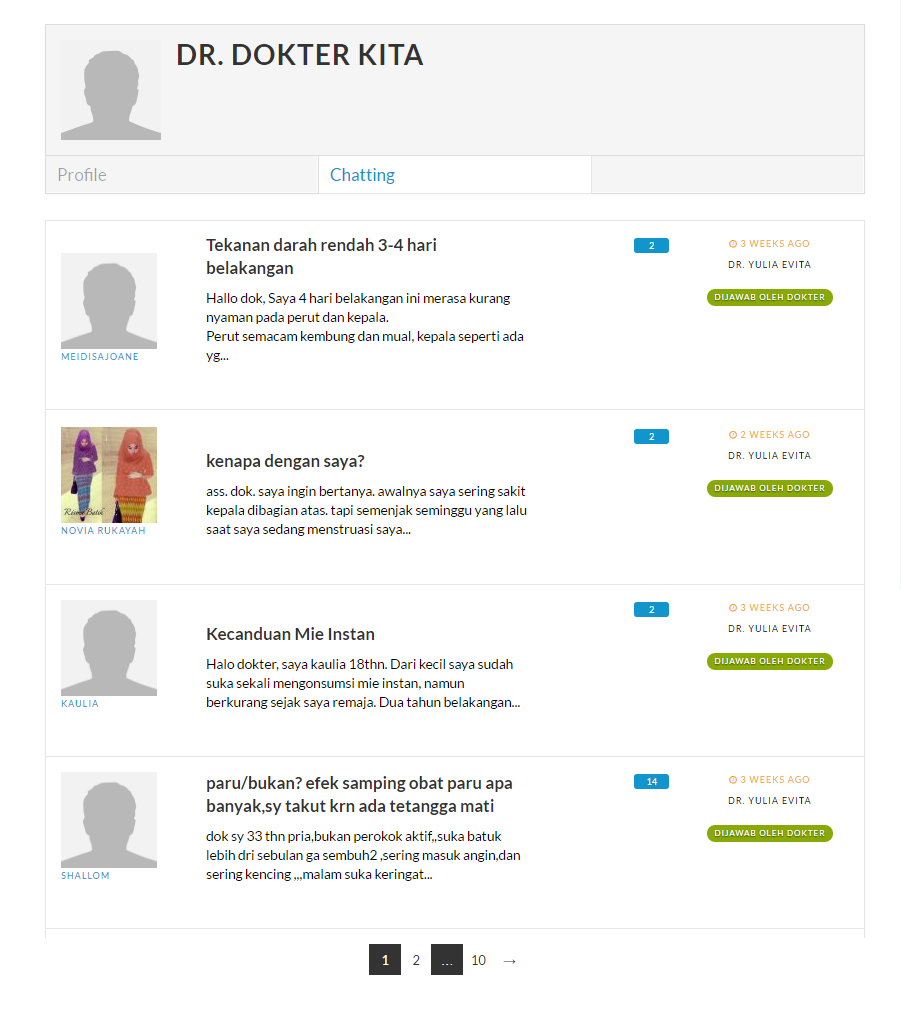 DR. DOKTER KITA
Profile
Chatting
Tekanan darah rendah 3-4 hari
belakangan
Hallo dok, Saya 4 hari belakangan ini merasa kurang
nyaman pada perut dan kepala.
Perut semacam kembung dan mual, kepala seperti ada
yg...
MEIDISAJOANE
2
3 WEEKS AGO
DR. YULIA EVITA
DIJAWAB OLEH DOKTER
kenapa dengan saya?
ass. dok. saya ingin bertanya. awalnya saya sering sakit
kepala dibagian atas. tapi semenjak seminggu yang lalu
saat saya sedang menstruasi saya...
Batik
NOVIA RUKAYAH
2
2 WEEKS AGO
DR. YULIA EVITA
DIJAWAB OLEH DOKTER
Kecanduan Mie Instan
Halo dokter, saya kaulia 18thn. Dari kecil saya sudah
suka sekali mengonsumsi mie instan, namun
berkurang sejak saya remaja. Dua tahun belakangan...
KAULIA
2
3 WEEKS AGO
DR. YULIA EVITA
DIJAWAB OLEH DOKTER
paru/bukan? efek samping obat paru apa
banyak,sy takut krn ada tetangga mati
dok sy 33 thn pria,bukan perokok aktif,,suka batuk
lebih dri sebulan ga sembuh2 ,sering masuk angin,dan
sering kencing ,,,malam suka keringat...
SHALLOM
14
3 WEEKS AGO
DR. YULIA EVITA
DIJAWAB OLEH DOKTER
1 2 ... 10 →